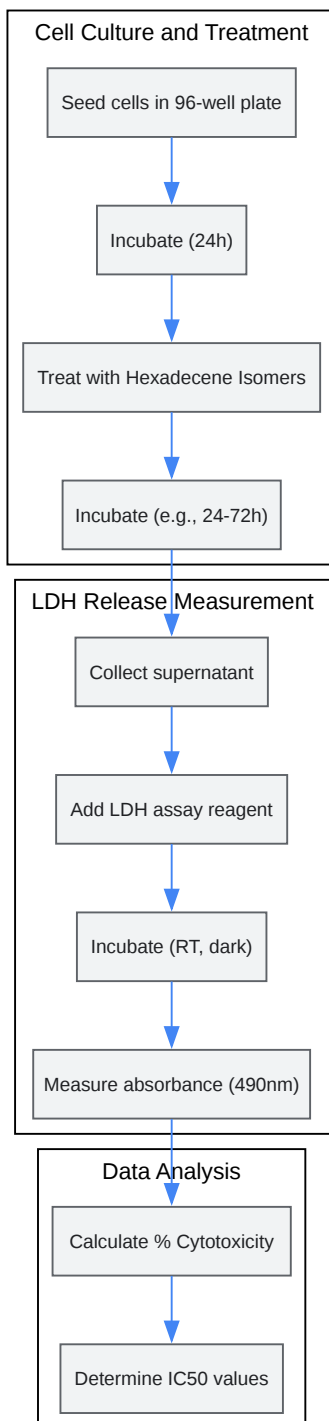 Cell Culture and Treatment
Seed cells in 96-well plate
Incubate (24h)
Treat with Hexadecene Isomers
Incubate (e.g., 24-72h)
LDH Release Measurement
Collect supernatant
Add LDH assay reagent
Incubate (RT, dark)
Measure absorbance (490nm)
Data Analysis
Calculate % Cytotoxicity
Determine IC50 values